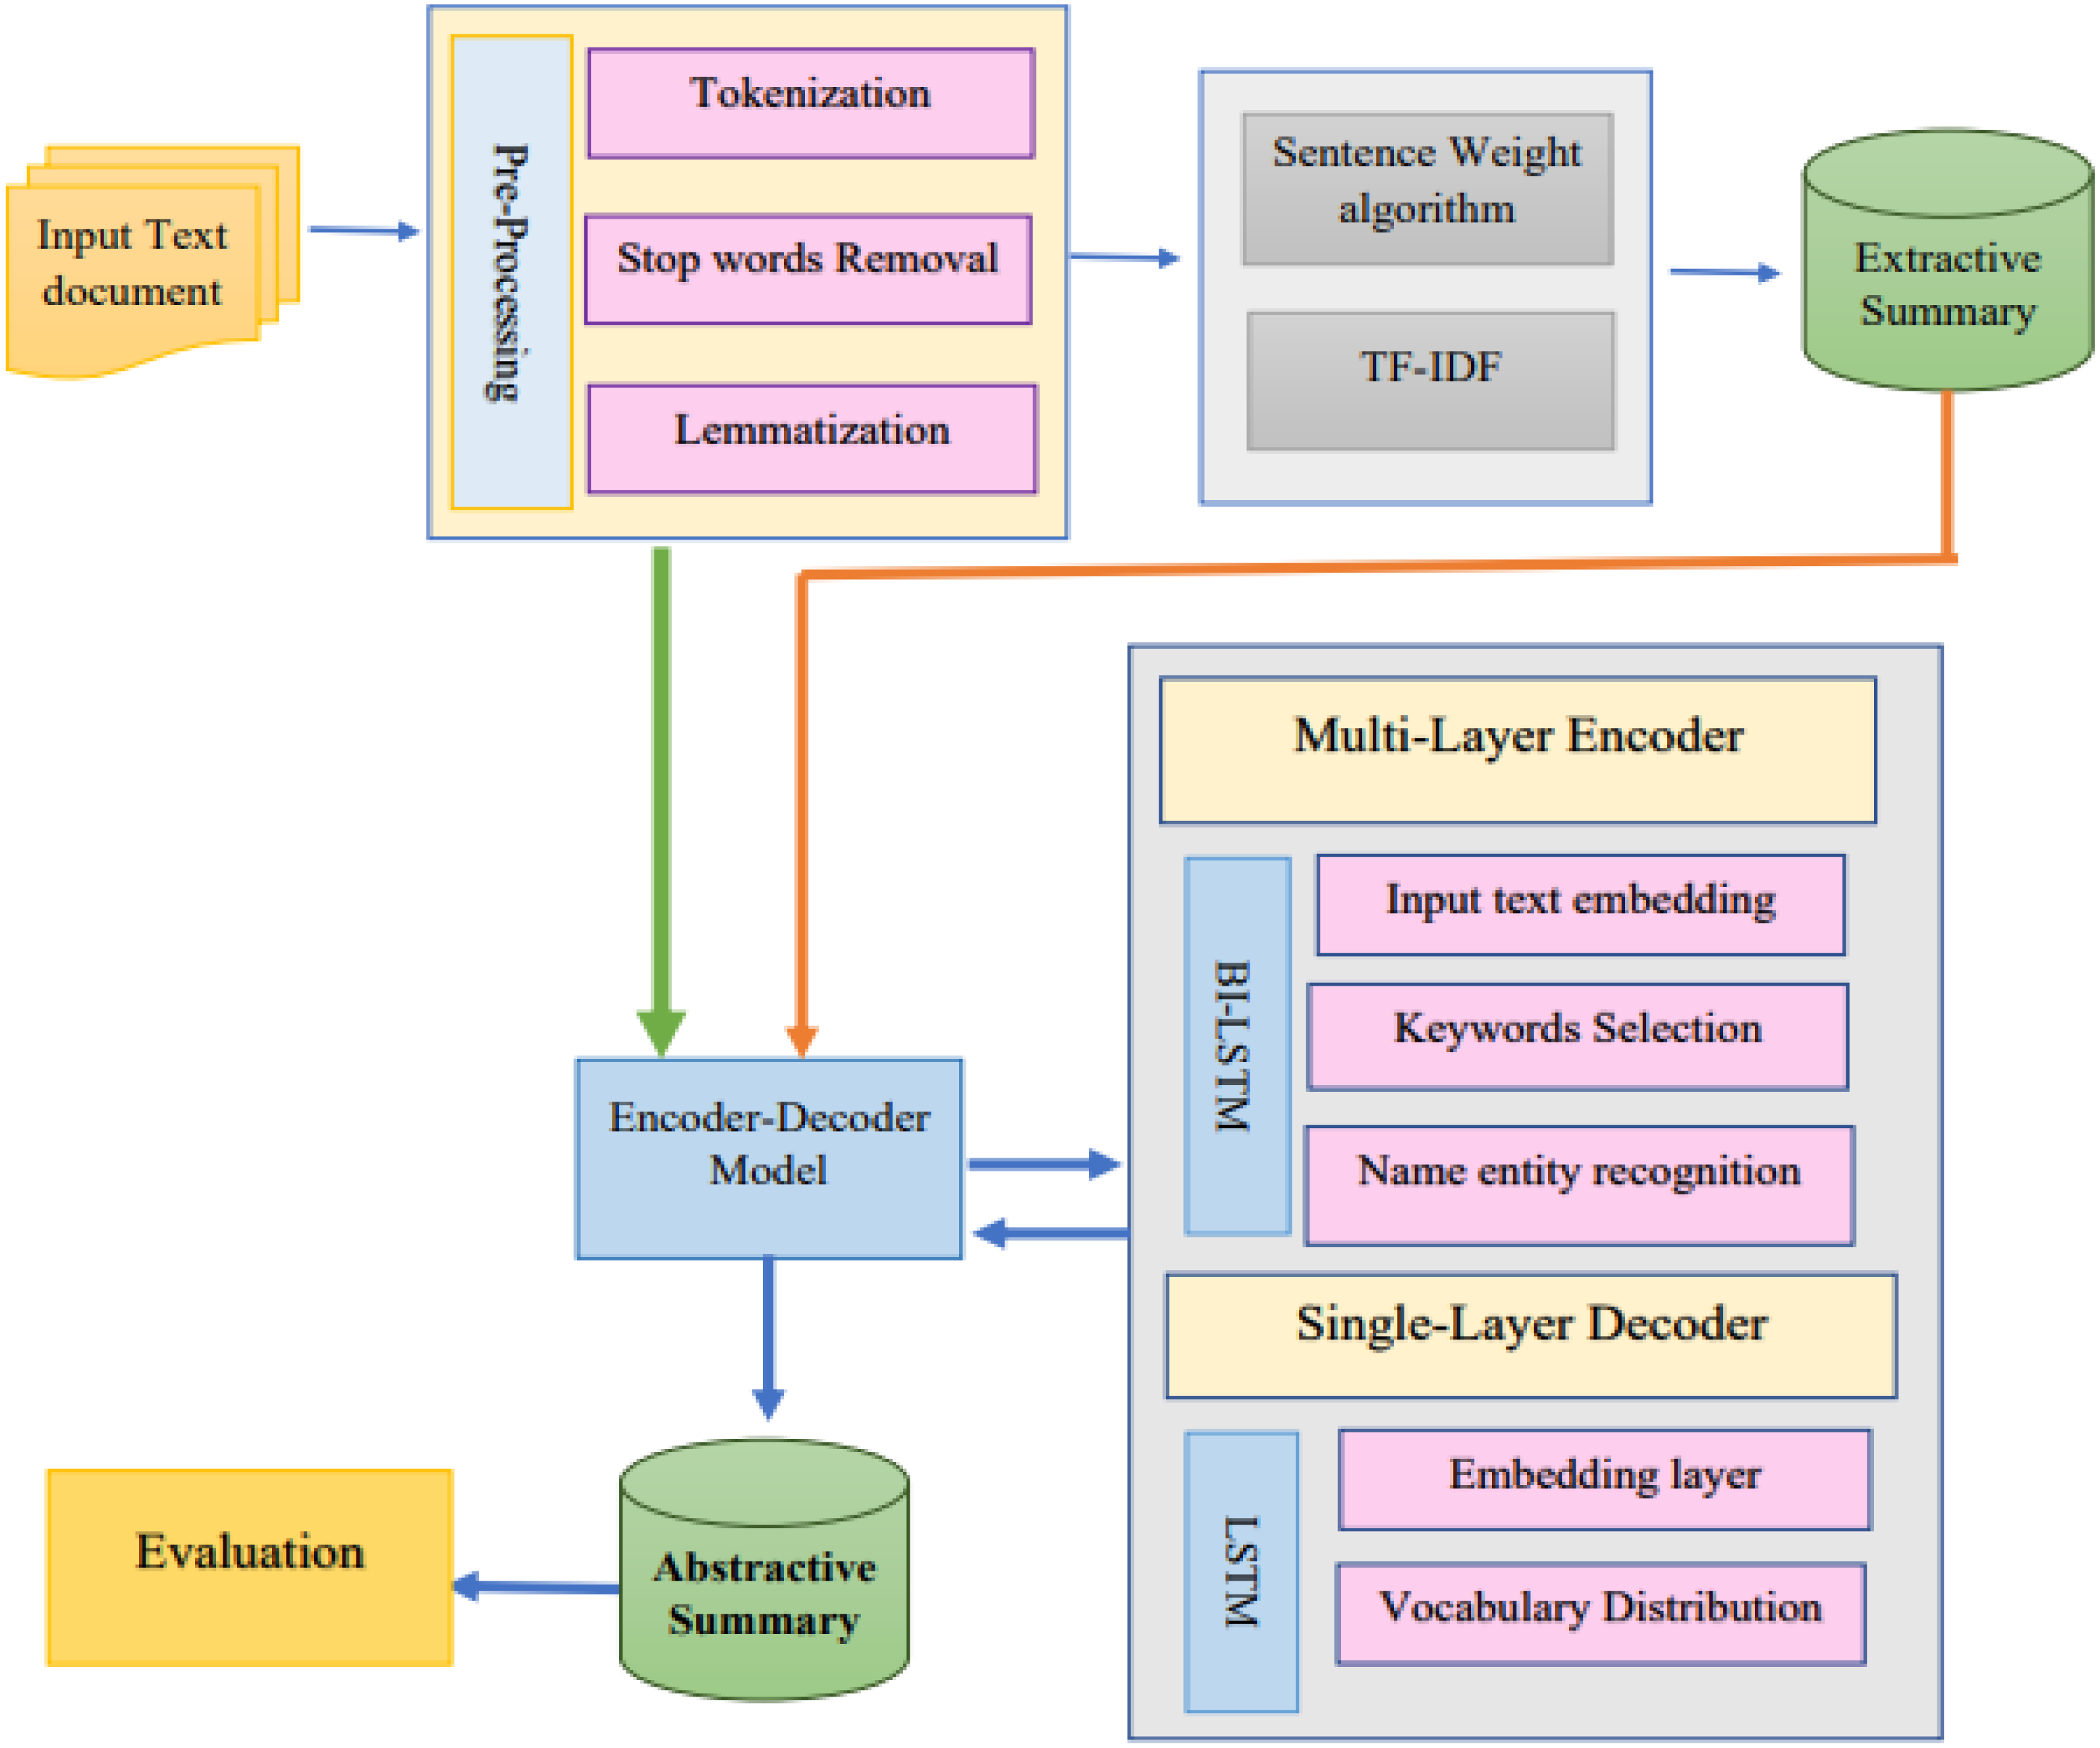 Input Text
document
Pre-Processing
Tokenization
Stop words Removal
Lemmatization
Sentence Weight
algorithm
TF-IDF
Extractive
Summary
Encoder-Decoder
Model
Multi-Layer Encoder
BI-LSTM
Input text embedding
Keywords Selection
Name entity recognition
Single-Layer Decoder
LSTM
Embedding layer
Vocabulary Distribution
Abstractive
Summary
Evaluation